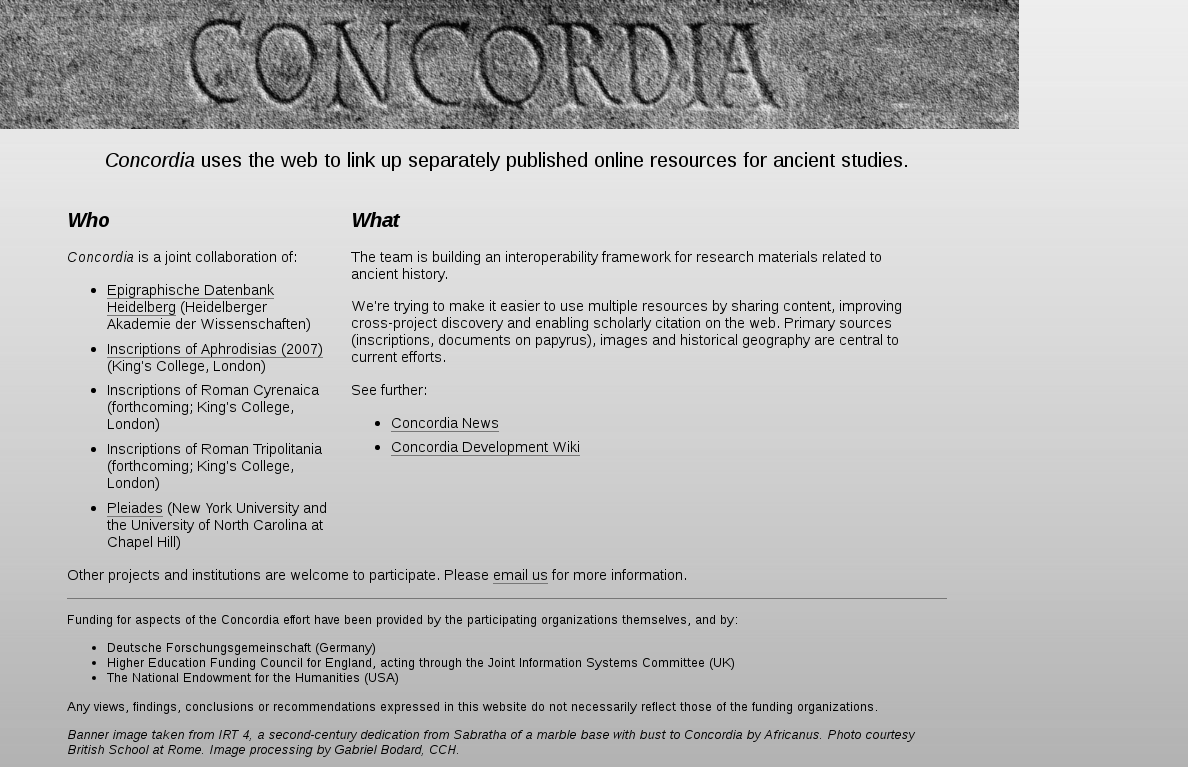 CONCORDIA
Concordia uses the web to link up separately published online resources for ancient studies.
Who
Concordia is a joint collaboration of:
Epigraphische Datenbank
Heidelberg (Heidelberger
Akademie der Wissenschaften)
Inscriptions of Aphrodisias (2007)
(King's College, London)
Inscriptions of Roman Cyrenaica
(forthcoming; King's College,
London)
Inscriptions of Roman Tripolitania
(forthcoming; King's College,
London)
Pleiades (New York University and
the University of North Carolina at
Chapel Hill)
What
The team is building an interoperability framework for research materials related to
ancient history.
We're trying to make it easier to use multiple resources by sharing content, improving
cross-project discovery and enabling scholarly citation on the web. Primary sources
(inscriptions, documents on papyrus), images and historical geography are central to
current efforts.
See further:
Concordia News
Concordia Development Wiki
Other projects and institutions are welcome to participate. Please email us for more information.
Funding for aspects of the Concordia effort have been provided by the participating organizations themselves, and by:
Deutsche Forschungsgemeinschaft (Germany)
Higher Education Funding Council for England, acting through the Joint Information Systems Committee (UK)
The National Endowment for the Humanities (USA)
Any views, findings, conclusions or recommendations expressed in this website do not necessarily reflect those of the funding organizations.
Banner image taken from IRT 4, a second-century dedication from Sabratha of a marble base with bust to Concordia by Africanus. Photo courtesy
British School at Rome. Image processing by Gabriel Bodard, CCH.